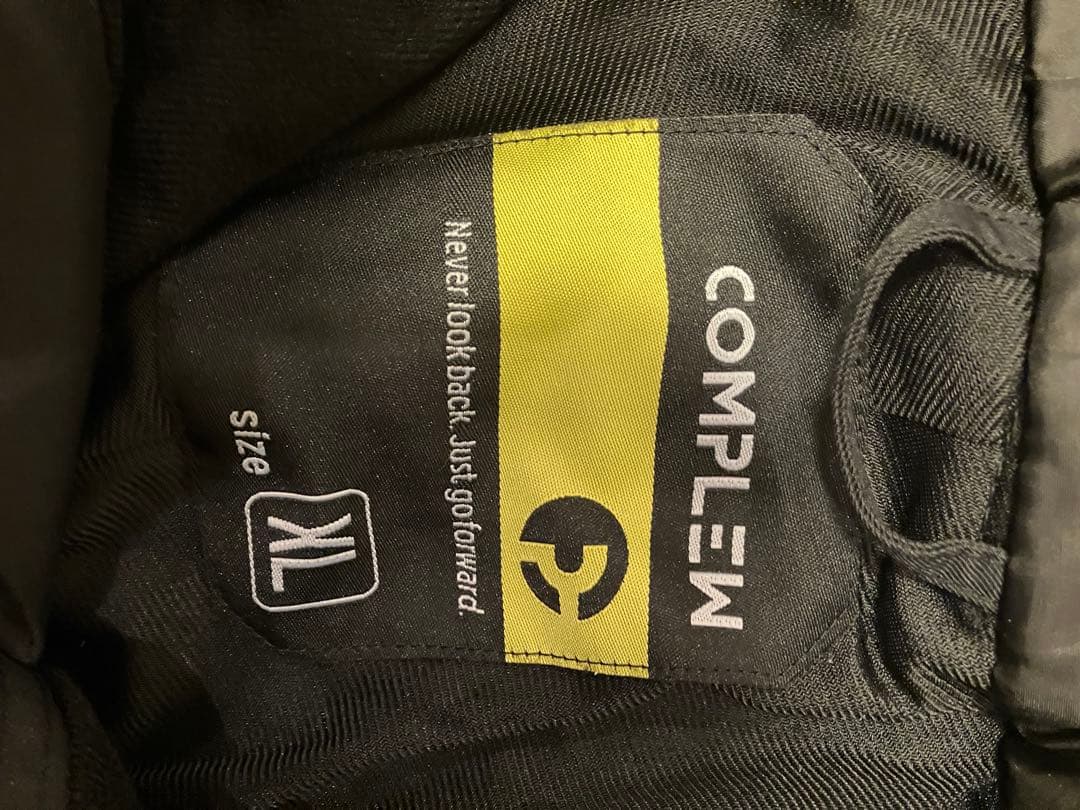 COMPLEW
Never look back. Just go forward.
size
XL